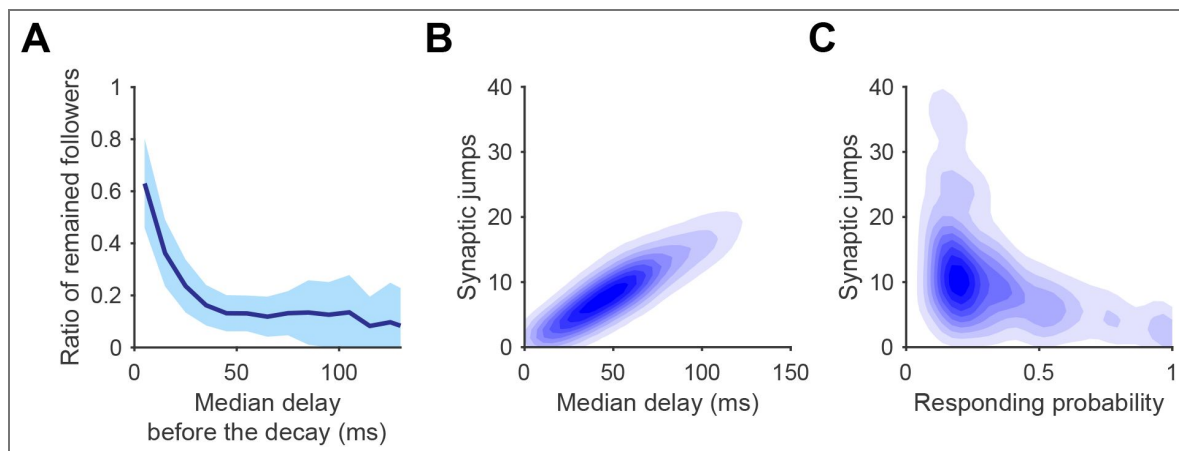 A
B
C
Ratio of remained followers
1
0.8
0.6
0.4
0.2
0
0
50
100
Median delay
before the decay (ms)
Synaptic jumps
40
30
20
10
0
0
50
100
150
Median delay (ms)
Synaptic jumps
40
30
20
10
0
0
0.5
1
Responding probability